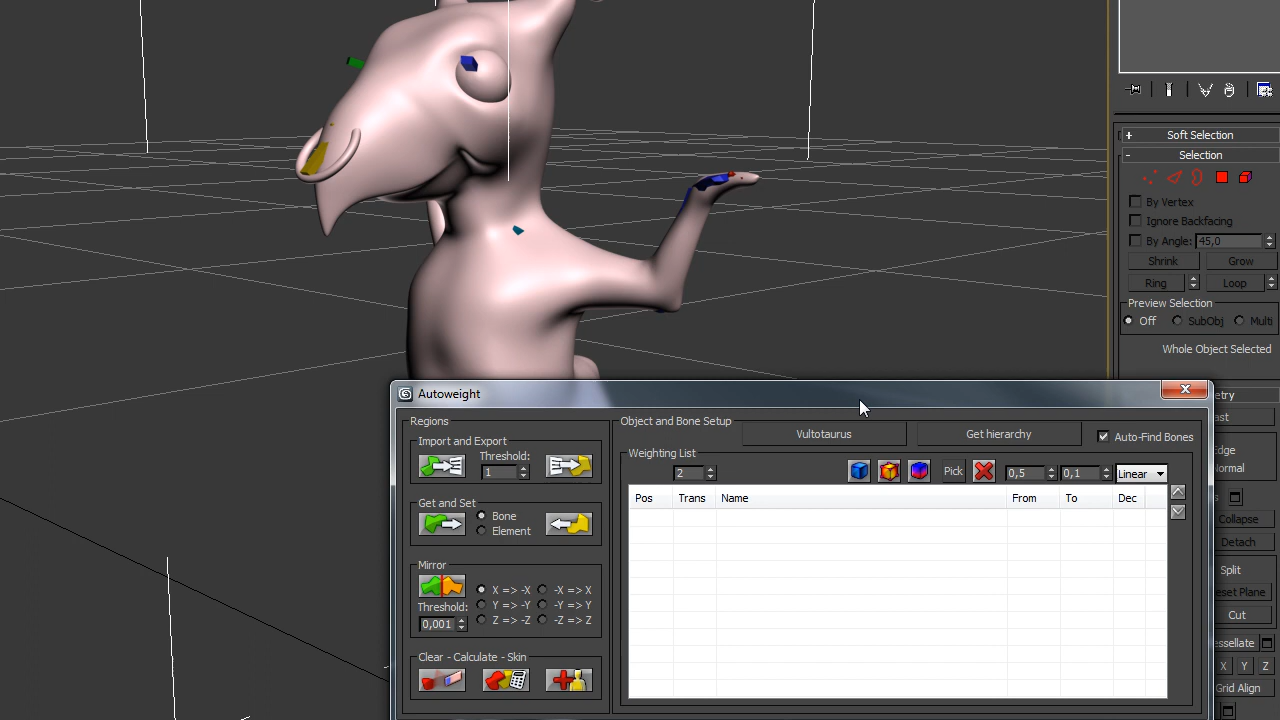 + Soft Selection
- Selection
By Vertex
Ignore Backfacing
By Angle: 45,0
Shrink Grow
Ring Loop
Preview Selection
Off SubObj Multi
Whole Object Selected
Autoweight
Regions
Import and Export
Threshold:
1
Get and Set
Bone
Element
Mirror
X => -X -X => X
Threshold:
Y => -Y -Y => Y
0,001
Z => -Z -Z => Z
Clear - Calculate - Skin
Object and Bone Setup
Vultotaurus Get hierarchy Auto-Find Bones
Weighting List
2 Pick 0,5 0,1 Linear
Pos Trans Name From To Dec
Collapse
Detach
Split
Cut
X Y Z
Grid Align